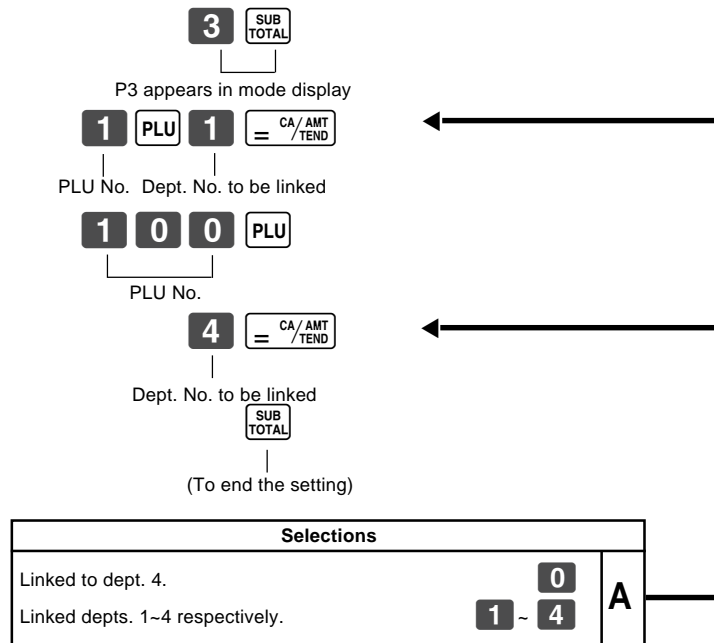 3 SUB TOTAL
P3 appears in mode display
1 PLU 1 = CA/AMT TEND
PLU No. Dept. No. to be linked
1 0 0 PLU
PLU No.
4 = CA/AMT TEND
Dept. No. to be linked
SUB TOTAL
(To end the setting)
Selections
Linked to dept. 4. 0
Linked depts. 1~4 respectively. 1 ~ 4
A